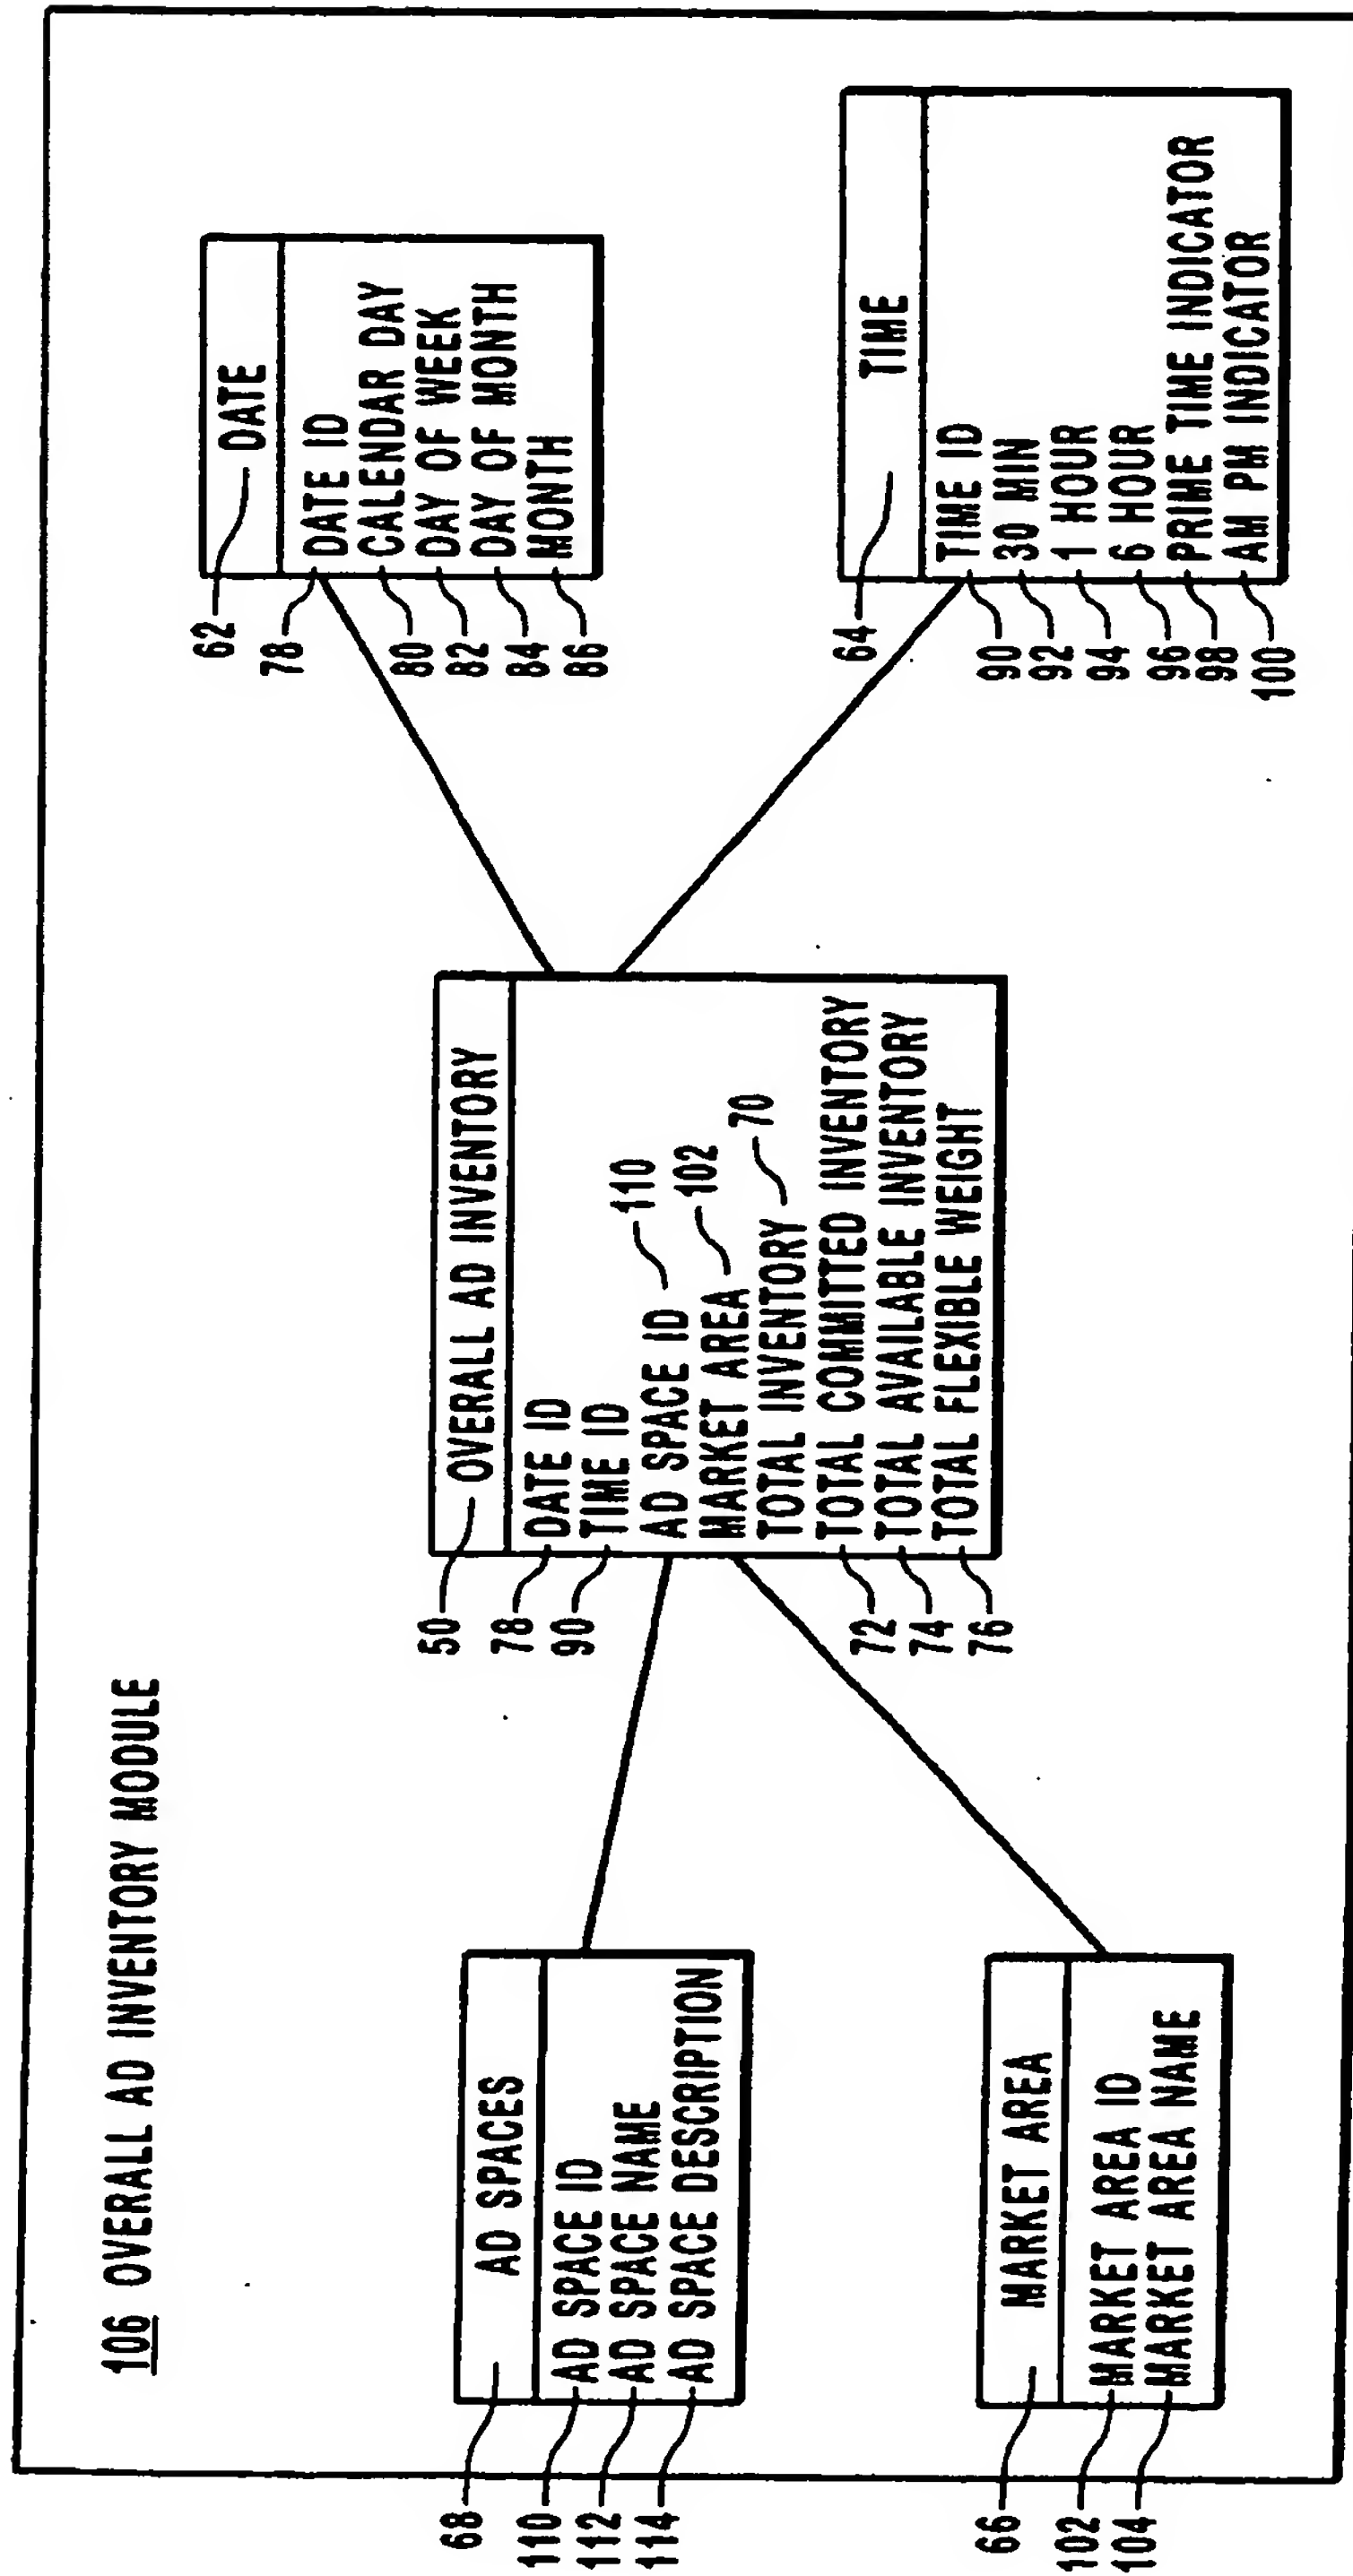 106 OVERALL AD INVENTORY MODULE
68 AD SPACES
110 AD SPACE ID
112 AD SPACE NAME
114 AD SPACE DESCRIPTION
66 MARKET AREA
102 MARKET AREA ID
104 MARKET AREA NAME
50 OVERALL AD INVENTORY
78 DATE ID
90 TIME ID
AD SPACE ID 110
MARKET AREA 102
TOTAL INVENTORY 70
72 TOTAL COMMITTED INVENTORY
74 TOTAL AVAILABLE INVENTORY
76 TOTAL FLEXIBLE WEIGHT
62 DATE
78 DATE ID
80 CALENDAR DAY
82 DAY OF WEEK
84 DAY OF MONTH
86 MONTH
64 TIME
90 TIME ID
92 30 MIN
94 1 HOUR
96 6 HOUR
98 PRIME TIME INDICATOR
100 AM PM INDICATOR